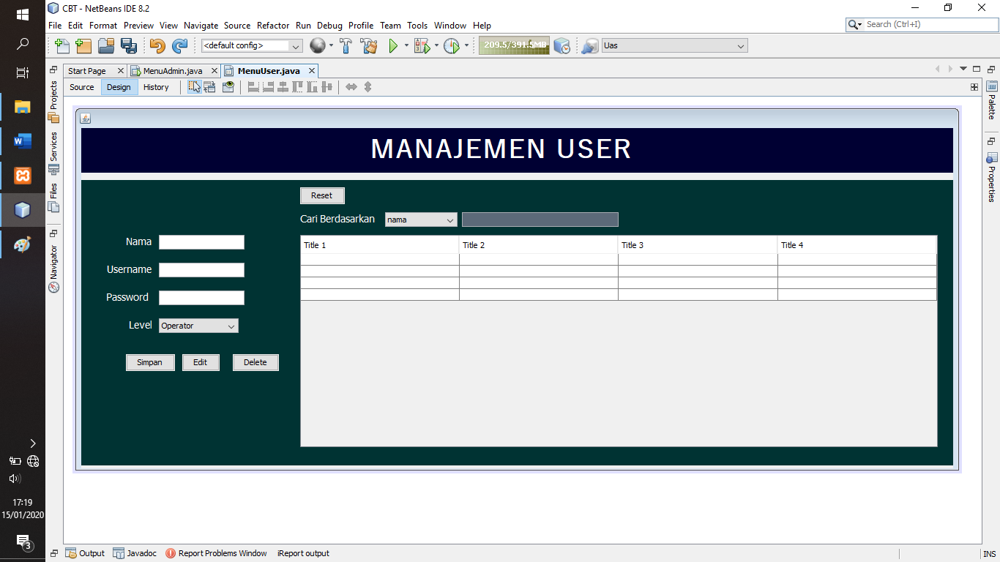 CBT - NetBeans IDE 8.2
File Edit Format Preview View Navigate Source Refactor Run Debug Profile Team Tools Window Help
Search (Ctrl+I)
<default config>
209.5/391.5MB
Uas
Start Page
MenuAdmin.java
MenuUser.java
Source Design History
Projects
Services
Files
Navigator
Palette
Properties
MANAJEMEN USER
Reset
Cari Berdasarkan nama
Nama
Username
Password
Level Operator
Simpan Edit Delete
Title 1 Title 2 Title 3 Title 4
17:19
15/01/2020
3
Output Javadoc Report Problems Window iReport output
INS